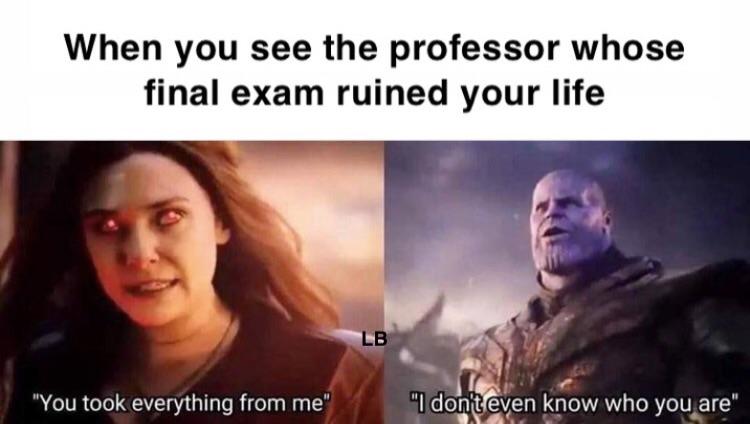 When you see the professor whose
final exam ruined your life
LB
"You took everything from me"
"I don't even know who you are"